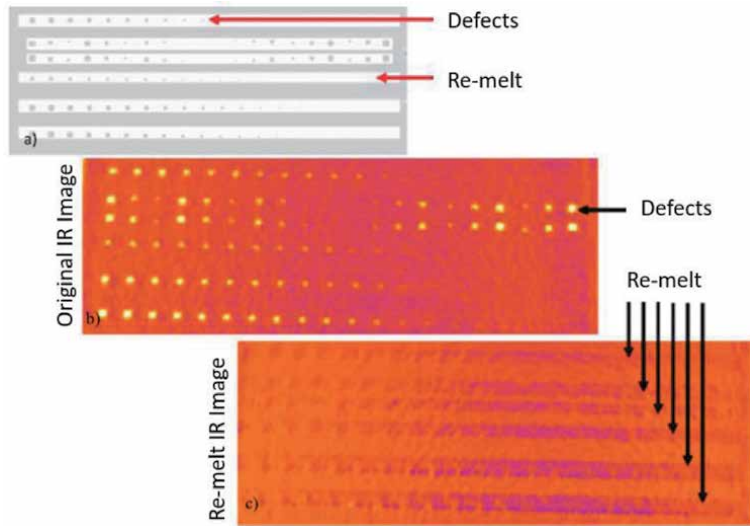 Defects
Re-melt
a)
Original IR Image
Defects
b)
Re-melt
Re-melt IR Image
c)